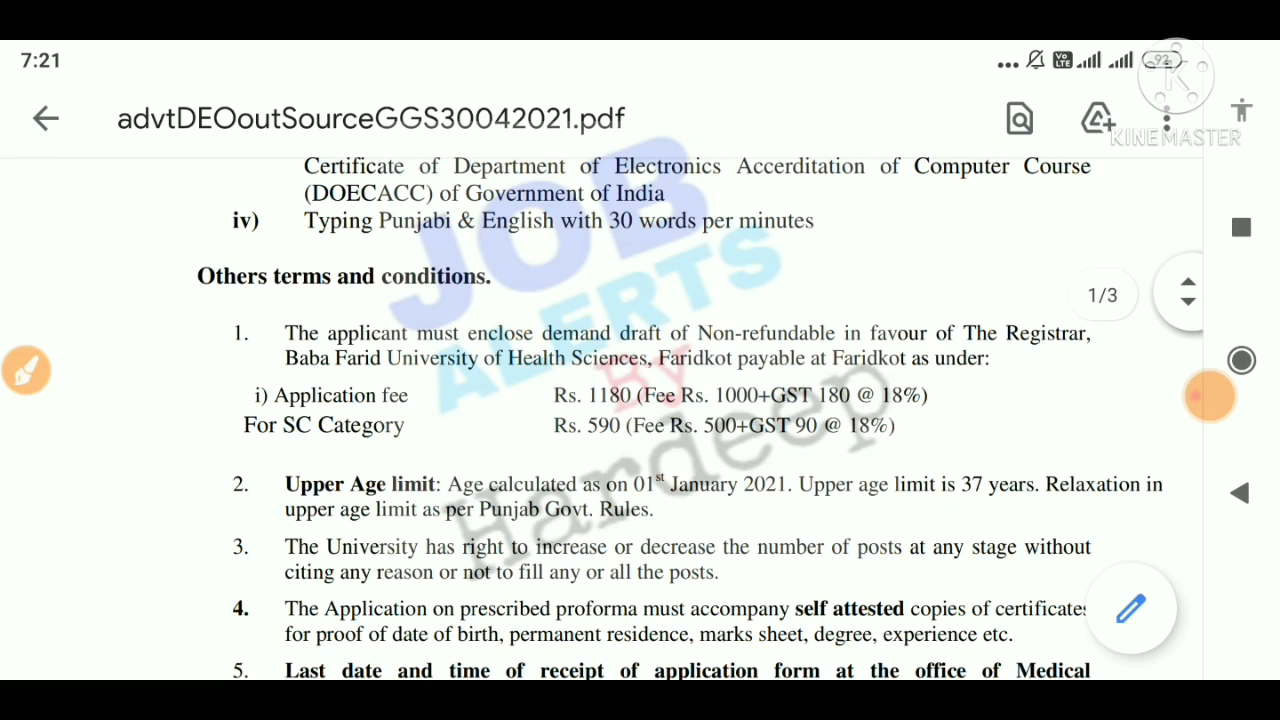 7:21
Vo
LTE
92
K
KINEMASTER
advtDEOoutSourceGGS30042021.pdf
Certificate of Department of Electronics Accerditation of Computer Course
(DOECACC) of Government of India
iv) Typing Punjabi & English with 30 words per minutes
Others terms and conditions.
1/3
1. The applicant must enclose demand draft of Non-refundable in favour of The Registrar,
Baba Farid University of Health Sciences, Faridkot payable at Faridkot as under:
i) Application fee Rs. 1180 (Fee Rs. 1000+GST 180 @ 18%)
For SC Category Rs. 590 (Fee Rs. 500+GST 90 @ 18%)
2. Upper Age limit: Age calculated as on 01st January 2021. Upper age limit is 37 years. Relaxation in
upper age limit as per Punjab Govt. Rules.
3. The University has right to increase or decrease the number of posts at any stage without
citing any reason or not to fill any or all the posts.
4. The Application on prescribed proforma must accompany self attested copies of certificates
for proof of date of birth, permanent residence, marks sheet, degree, experience etc.
5. Last date and time of receipt of application form at the office of Medical
JOB
ALERTS
By
Hardeep